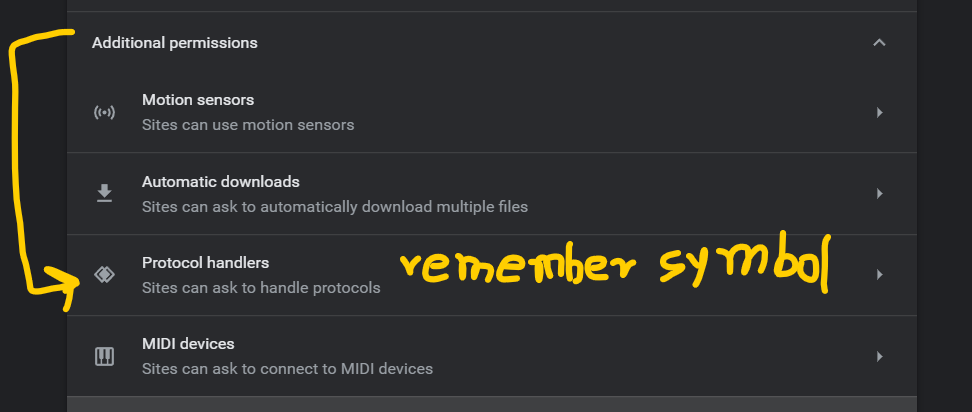 Additional permissions
Motion sensors
Sites can use motion sensors
Automatic downloads
Sites can ask to automatically download multiple files
Protocol handlers
Sites can ask to handle protocols
remember symbol
MIDI devices
Sites can ask to connect to MIDI devices